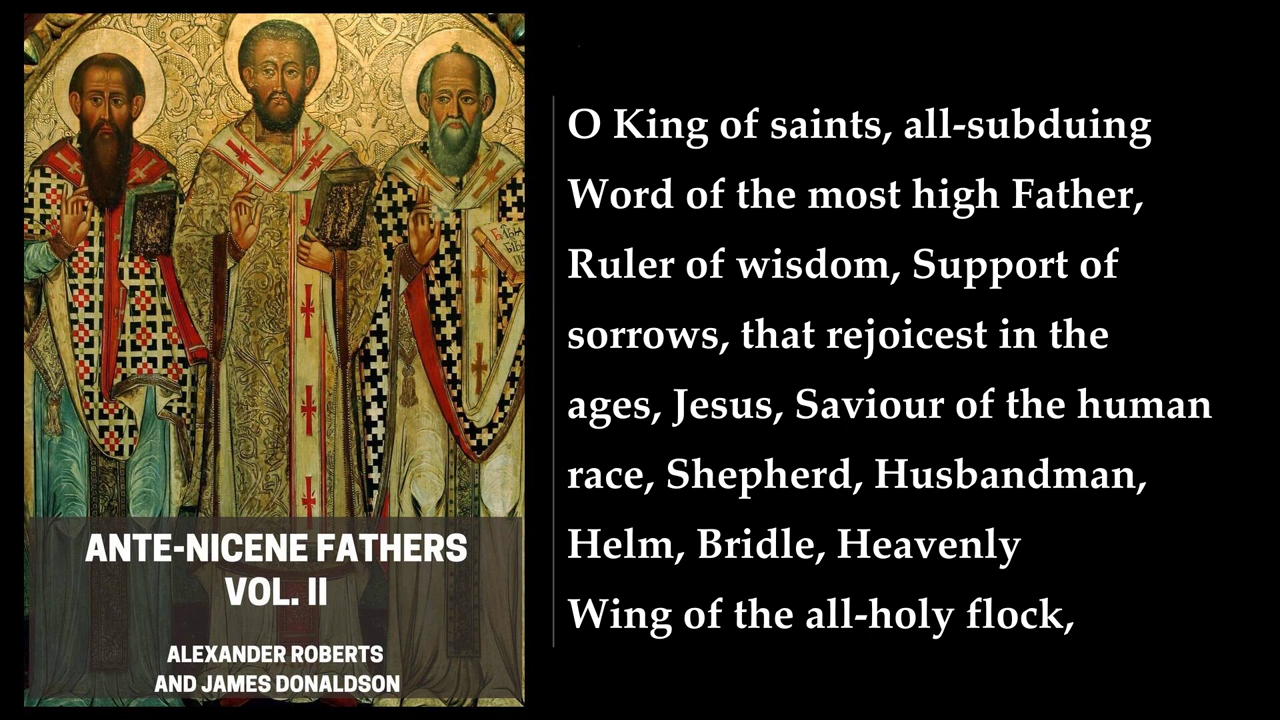 ANTE-NICENE FATHERS
VOL. II
ALEXANDER ROBERTS
AND JAMES DONALDSON
O King of saints, all-subduing
Word of the most high Father,
Ruler of wisdom, Support of
sorrows, that rejoicest in the
ages, Jesus, Saviour of the human
race, Shepherd, Husbandman,
Helm, Bridle, Heavenly
Wing of the all-holy flock,